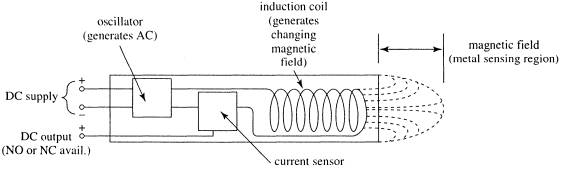 oscillator
(generates AC)
induction coil
(generates
changing
magnetic
field)
magnetic field
(metal sensing region)
+
DC supply
−
+
DC output
(NO or NC avail.)
current sensor